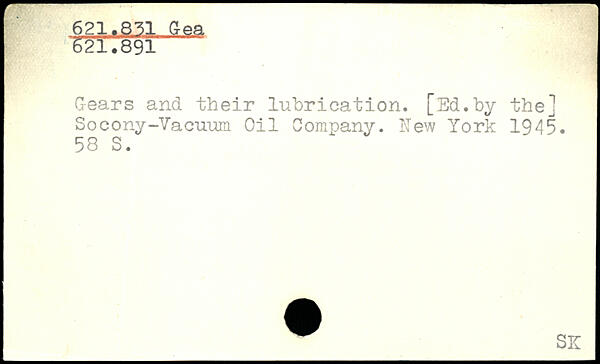 621.831 Gea
621.891
Gears and their lubrication. [Ed.by the]
Socony-Vacuum Oil Company. New York 1945.
58 S.
SK